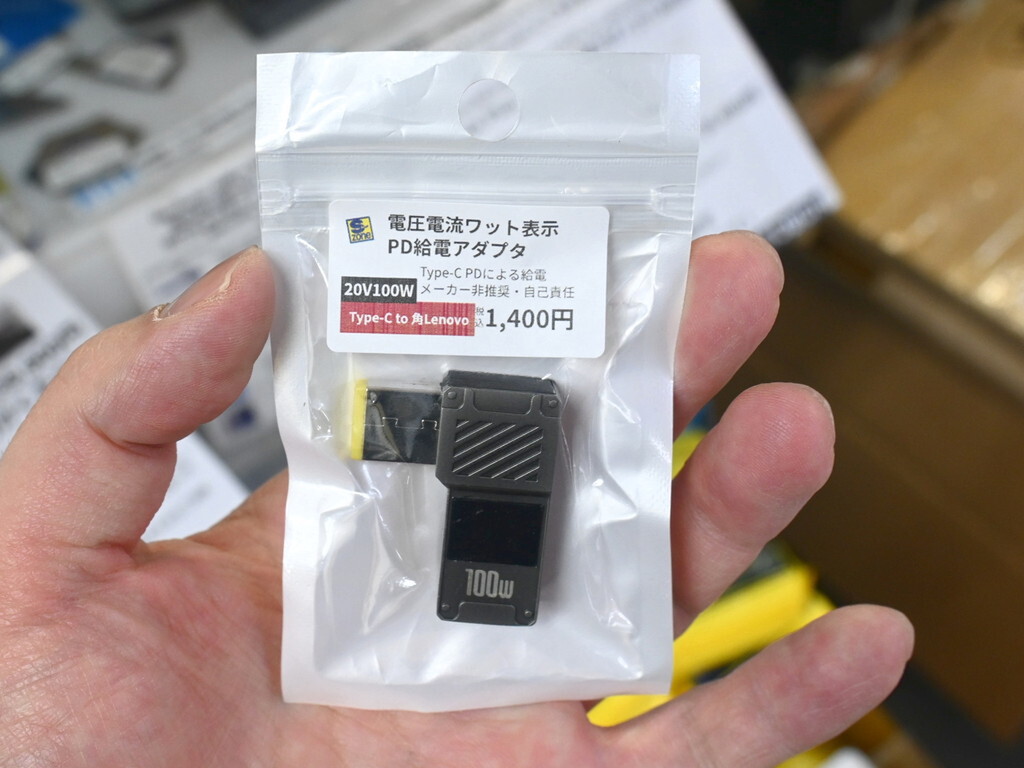 S-zone
電圧電流ワット表示
PD給電アダプタ
20V100W
Type-C PDによる給電
メーカー非推奨・自己責任
Type-C to 角Lenovo
税込
1,400円
100w